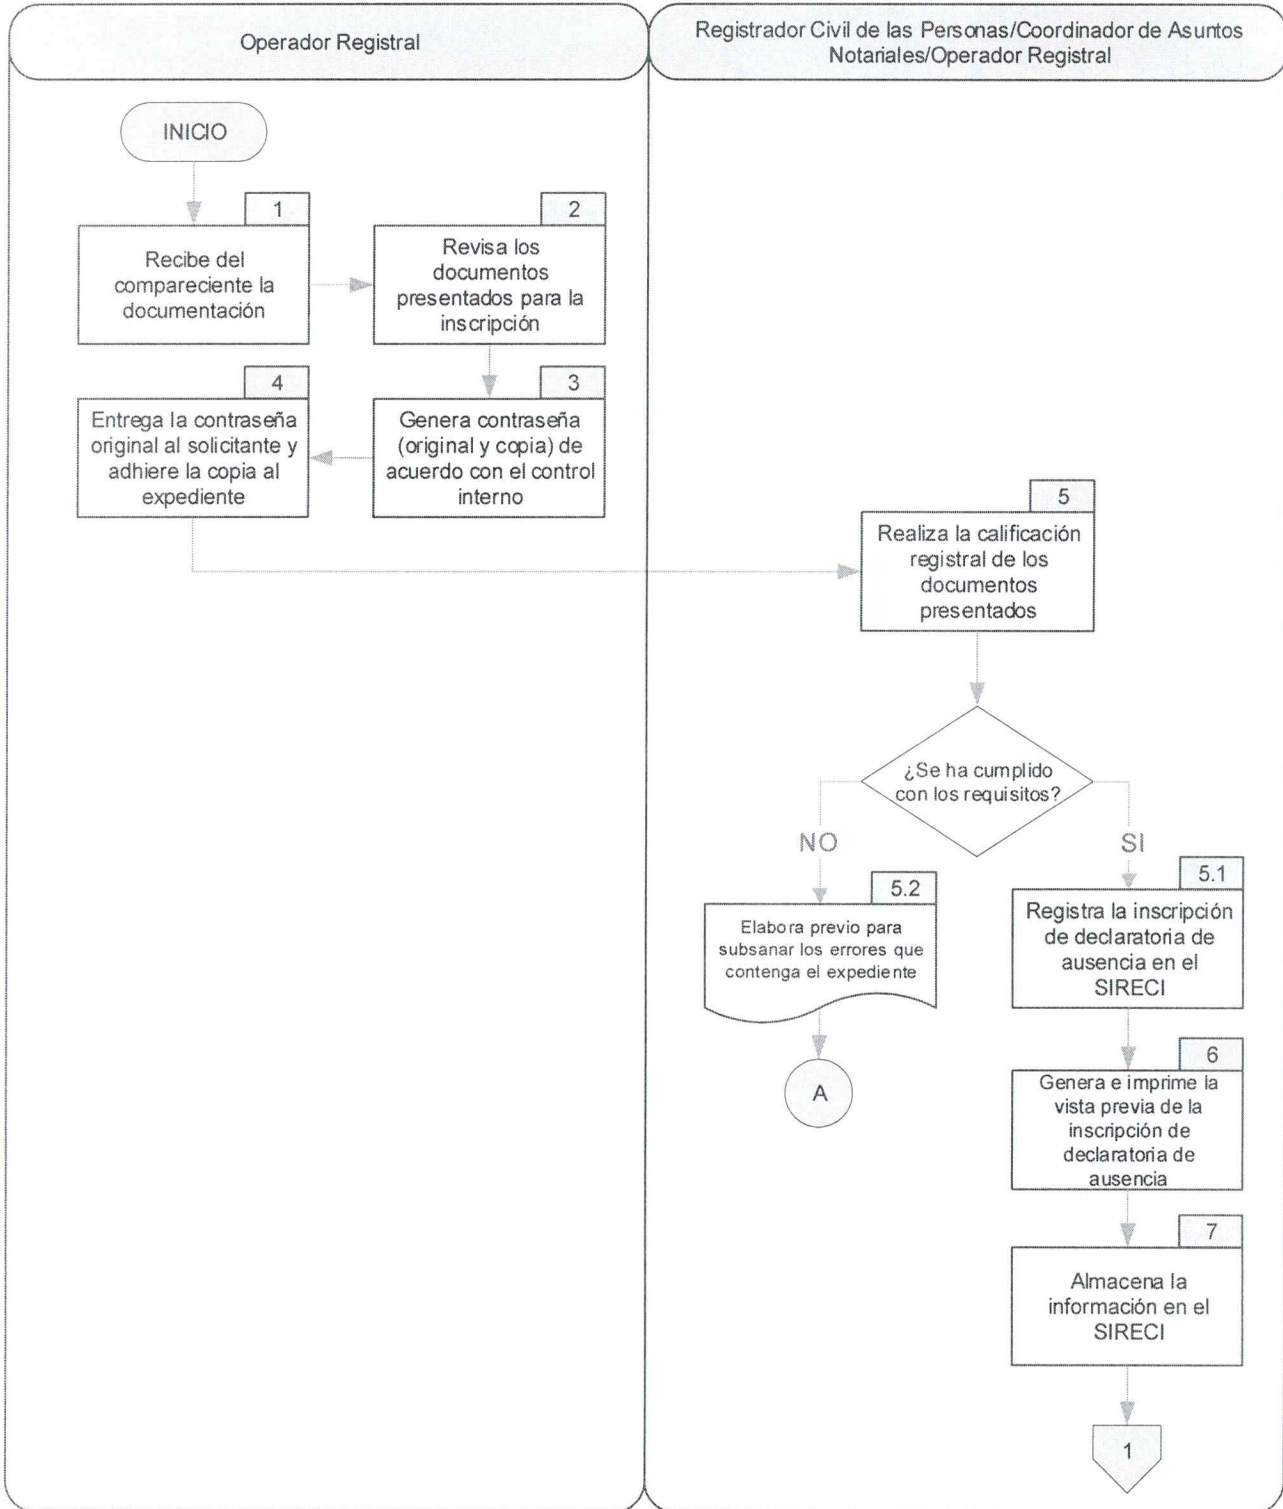 Operador Registral
Registrador Civil de las Personas/Coordinador de Asuntos
Notariales/Operador Registral
INICIO
1
Recibe del
compareciente la
documentación
2
Revisa los
documentos
presentados para la
inscripción
3
Genera contraseña
(original y copia) de
acuerdo con el control
interno
4
Entrega la contraseña
original al solicitante y
adhiere la copia al
expediente
5
Realiza la calificación
registral de los
documentos
presentados
¿Se ha cumplido
con los requisitos?
NO
SI
5.2
Elabora previo para
subsanar los errores que
contenga el expediente
A
5.1
Registra la inscripción
de declaratoria de
ausencia en el
SIRECI
6
Genera e imprime la
vista previa de la
inscripción de
declaratoria de
ausencia
7
Almacena la
información en el
SIRECI
1